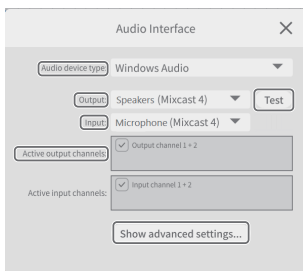 Audio Interface
Audio device type: Windows Audio
Output: Speakers (Mixcast 4) Test
Input: Microphone (Mixcast 4)
Output channel 1 + 2
Active output channels:
Input channel 1 + 2
Active input channels:
Show advanced settings...